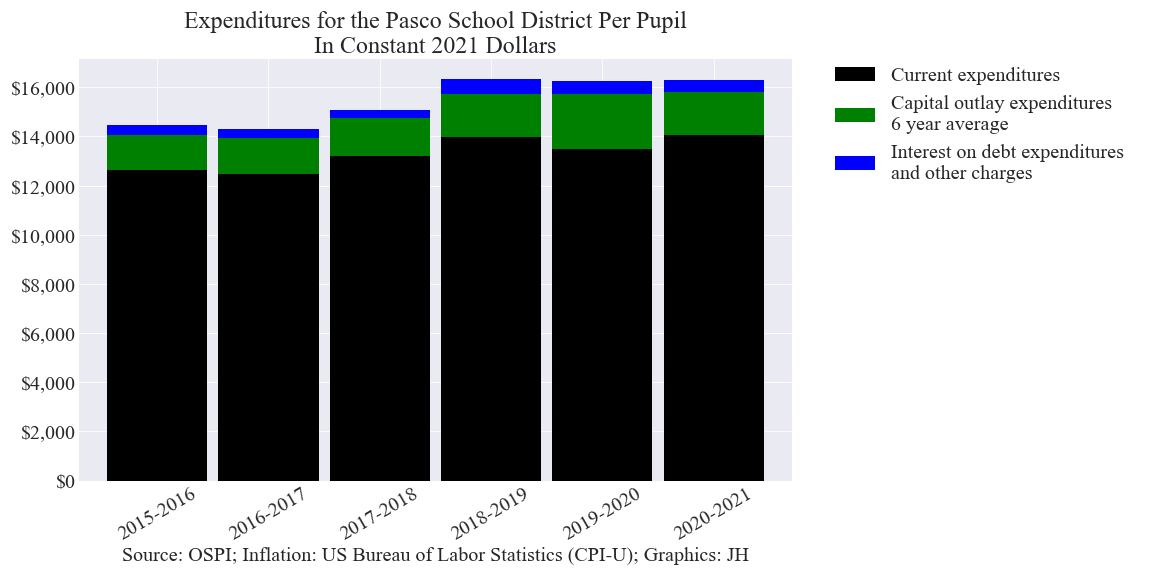 Expenditures for the Pasco School District Per Pupil
In Constant 2021 Dollars
$16,000
$14,000
$12,000
$10,000
$8,000
$6,000
$4,000
$2,000
$0
2015-2016
2016-2017
2017-2018
2018-2019
2019-2020
2020-2021
Source: OSPI; Inflation: US Bureau of Labor Statistics (CPI-U); Graphics: JH
Current expenditures
Capital outlay expenditures
6 year average
Interest on debt expenditures
and other charges